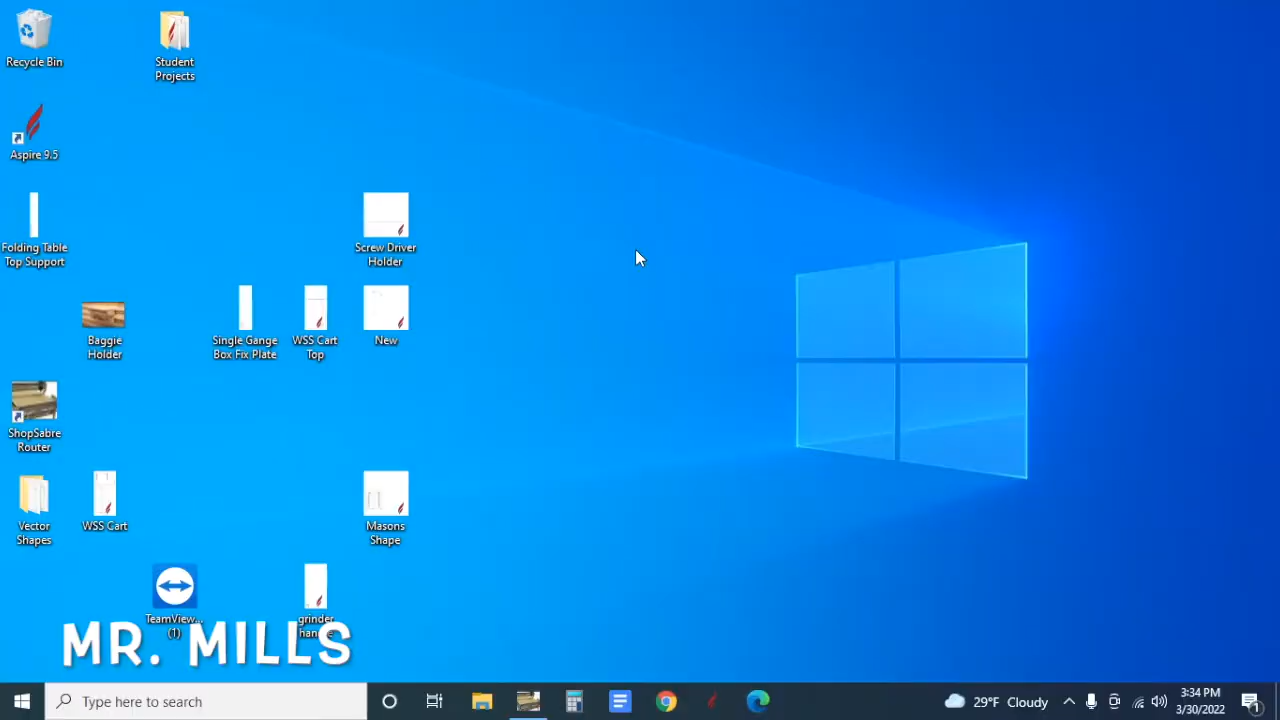 Recycle Bin
Student
Projects
Aspire 9.5
Folding Table
Top Support
Screw Driver
Holder
Baggie
Holder
Single Gange
Box Fix Plate
WSS Cart
Top
New
ShopSabre
Router
Vector
Shapes
WSS Cart
Masons
Shape
TeamView...
(1)
grinder
MR. MILLS
Type here to search
29°F Cloudy
3:34 PM
3/30/2022
1